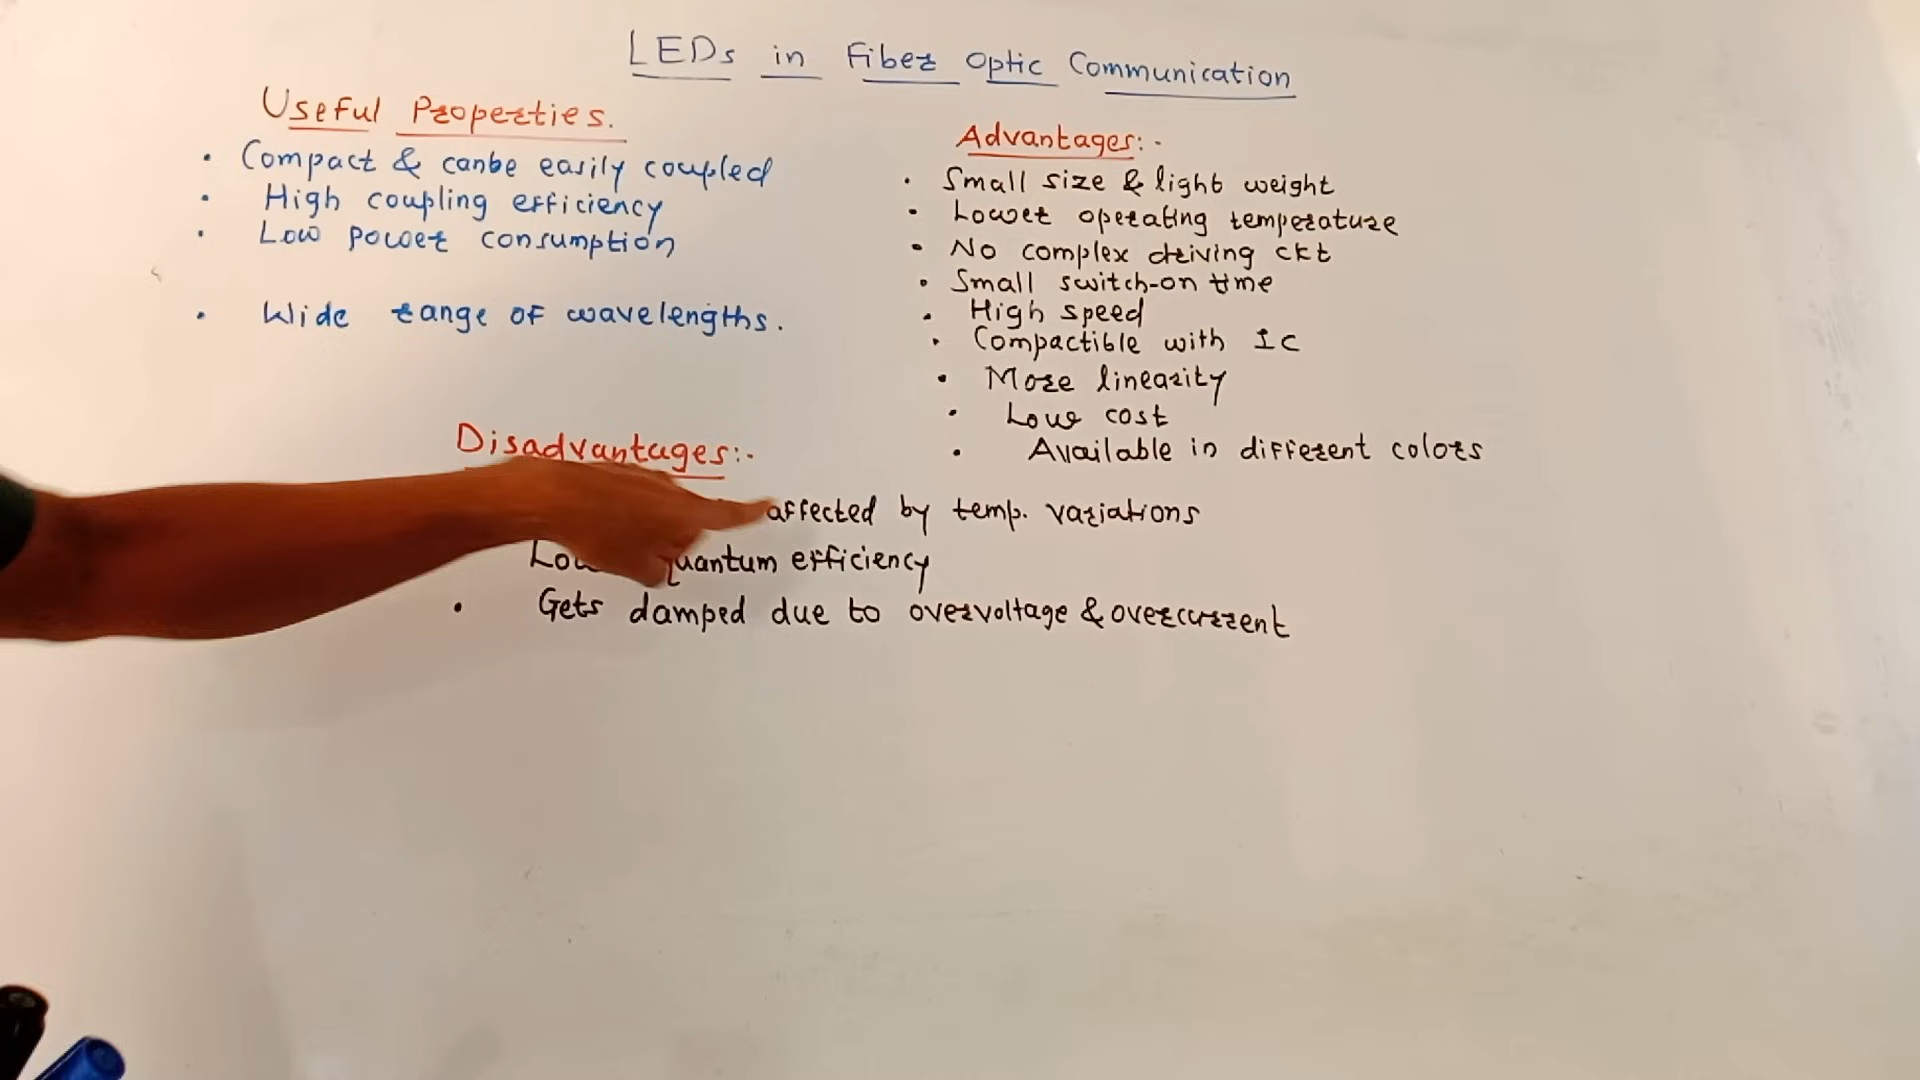 LEDs in Fiber Optic Communication
Useful Properties.
• Compact & canbe easily coupled
• High coupling efficiency
• Low power consumption
• Wide range of wavelengths.
Advantages:-
• Small size & light weight
• Lower operating temperature
• No complex driving ckt
• Small switch-on time
• High speed
• Compactible with IC
• More linearity
• Low cost
• Available in different colors
Disadvantages:-
affected by temp. variations
quantum efficiency
• Gets damped due to overvoltage & overcurrent